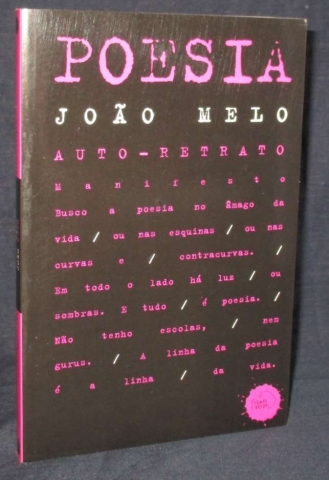 POESIA
JOÃO MELO
AUTO-RETRATO
Manifesto
Busco a poesia no Âmago da
vida / ou nas esquinas / ou nas
curvas e / contracurvas. /
Em todo o lado há luz / ou
sombras. E tudo / é poesia. /
Não tenho escolas, / nem
gurus. / A linha da poesia
é a linha / da vida.